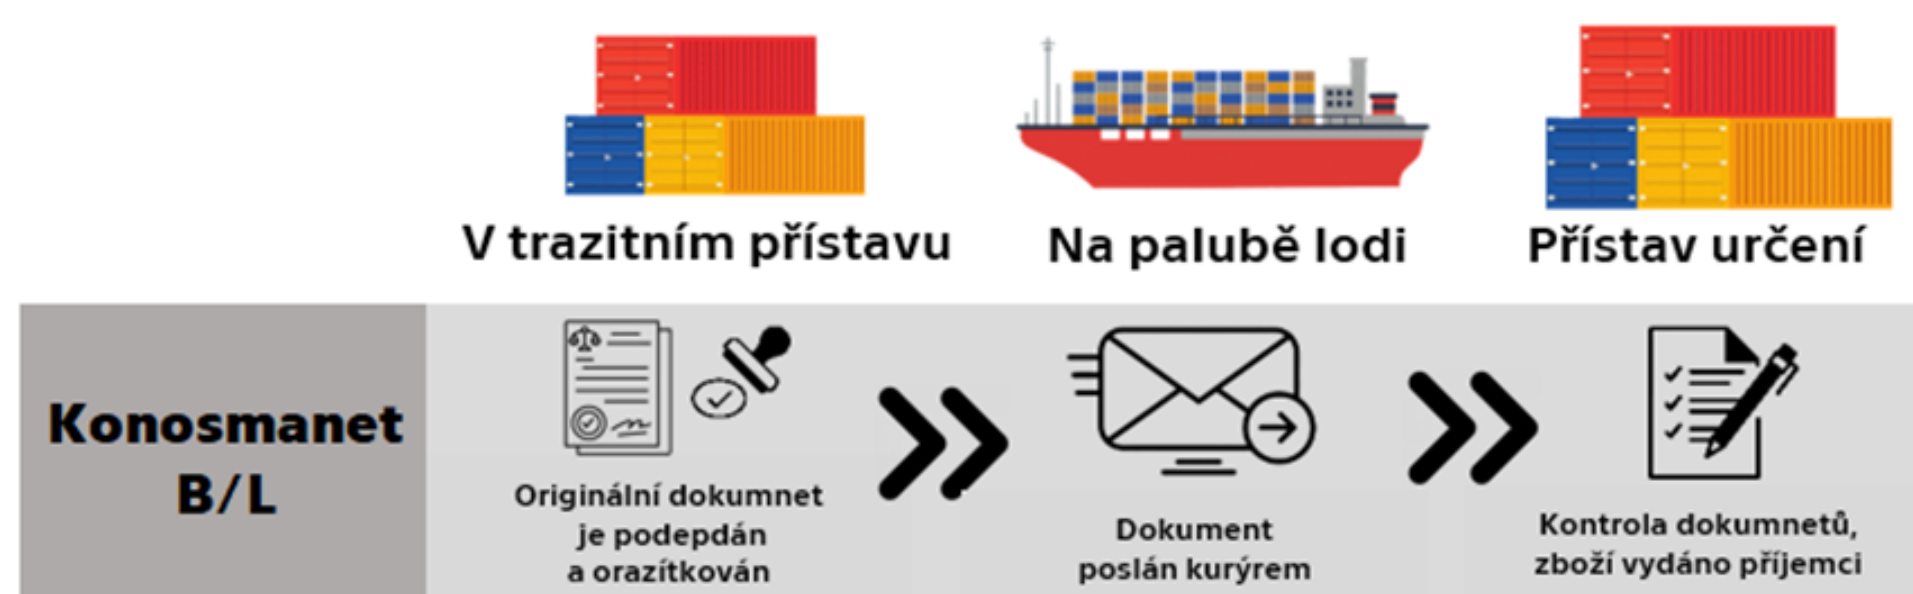 V trazitním přístavu
Na palubě lodi
Přístav určení
Konosmanet
B/L
Originální dokumnet
je podepdán
a orazítkován
Dokument
poslán kurýrem
Kontrola dokumnetů,
zboží vydáno příjemci